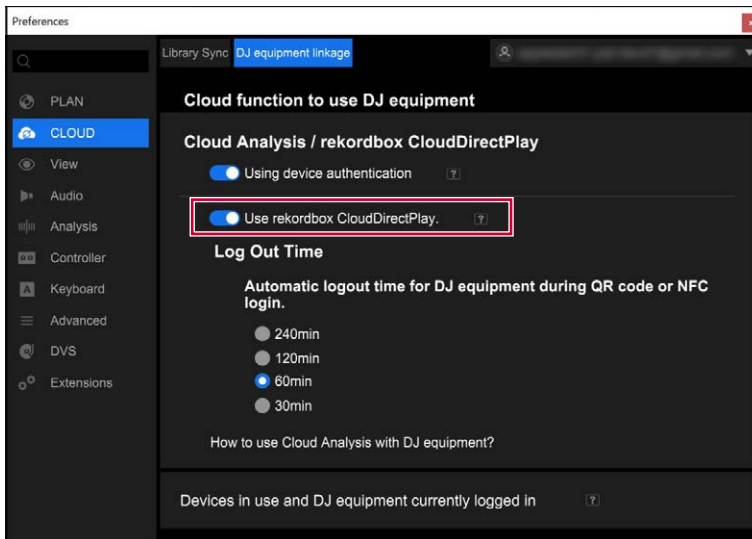 Preferences
Library Sync DJ equipment linkage
PLAN
CLOUD
View
Audio
Analysis
Controller
Keyboard
Advanced
DVS
Extensions
Cloud function to use DJ equipment
Cloud Analysis / rekordbox CloudDirectPlay
Using device authentication ?
Use rekordbox CloudDirectPlay. ?
Log Out Time
Automatic logout time for DJ equipment during QR code or NFC
login.
240min
120min
60min
30min
How to use Cloud Analysis with DJ equipment?
Devices in use and DJ equipment currently logged in ?